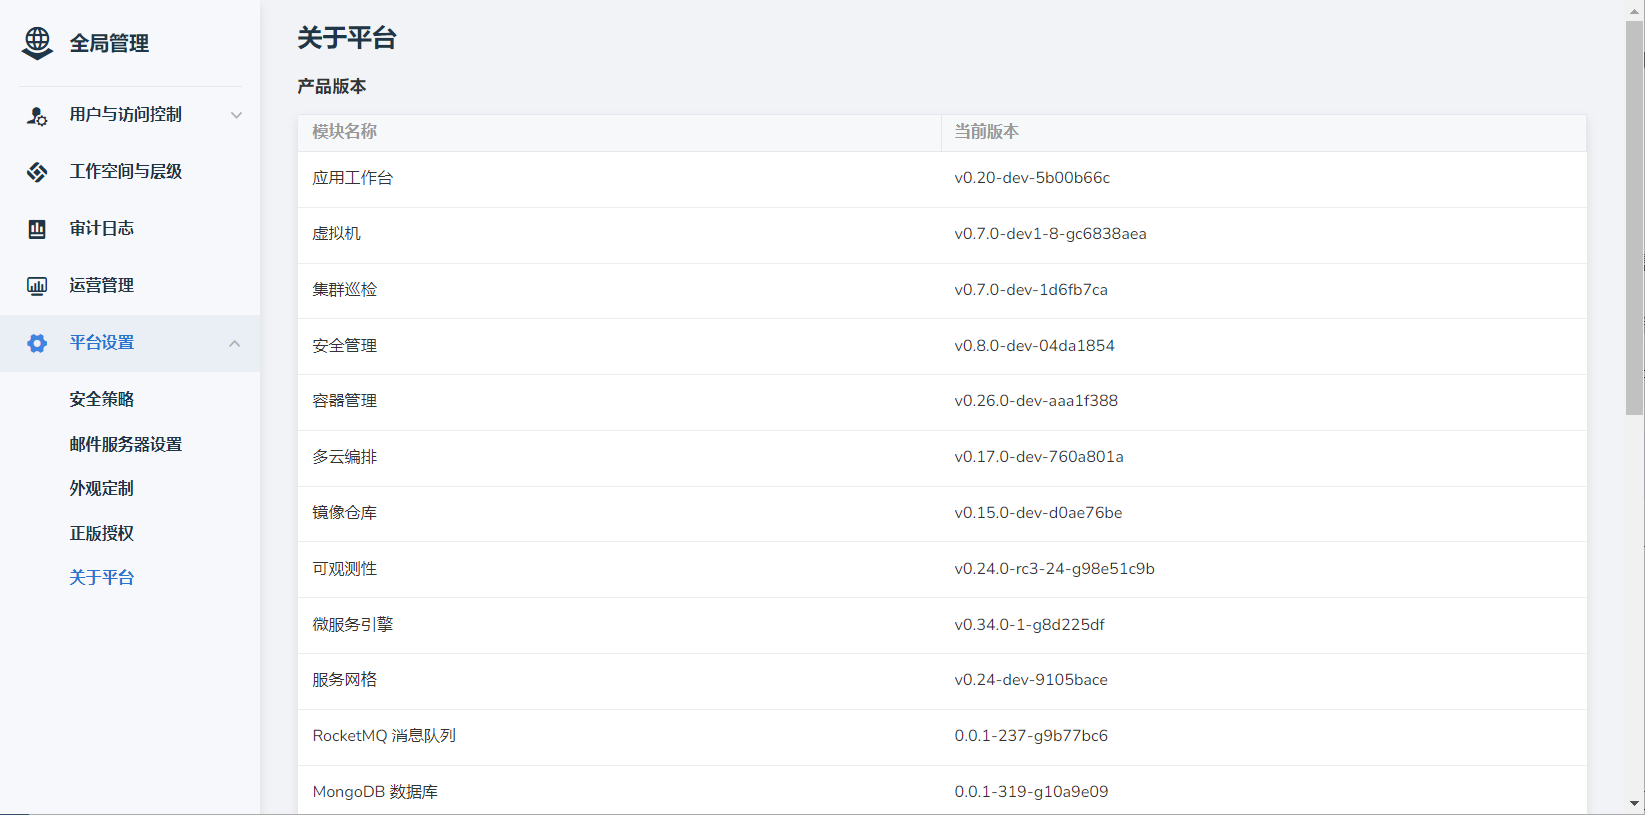 全局管理
用户与访问控制
工作空间与层级
审计日志
运营管理
平台设置
安全策略
邮件服务器设置
外观定制
正版授权
关于平台
关于平台
产品版本
模块名称 当前版本
应用工作台 v0.20-dev-5b00b66c
虚拟机 v0.7.0-dev1-8-gc6838aea
集群巡检 v0.7.0-dev-1d6fb7ca
安全管理 v0.8.0-dev-04da1854
容器管理 v0.26.0-dev-aaa1f388
多云编排 v0.17.0-dev-760a801a
镜像仓库 v0.15.0-dev-d0ae76be
可观测性 v0.24.0-rc3-24-g98e51c9b
微服务引擎 v0.34.0-1-g8d225df
服务网格 v0.24-dev-9105bace
RocketMQ 消息队列 0.0.1-237-g9b77bc6
MongoDB 数据库 0.0.1-319-g10a9e09